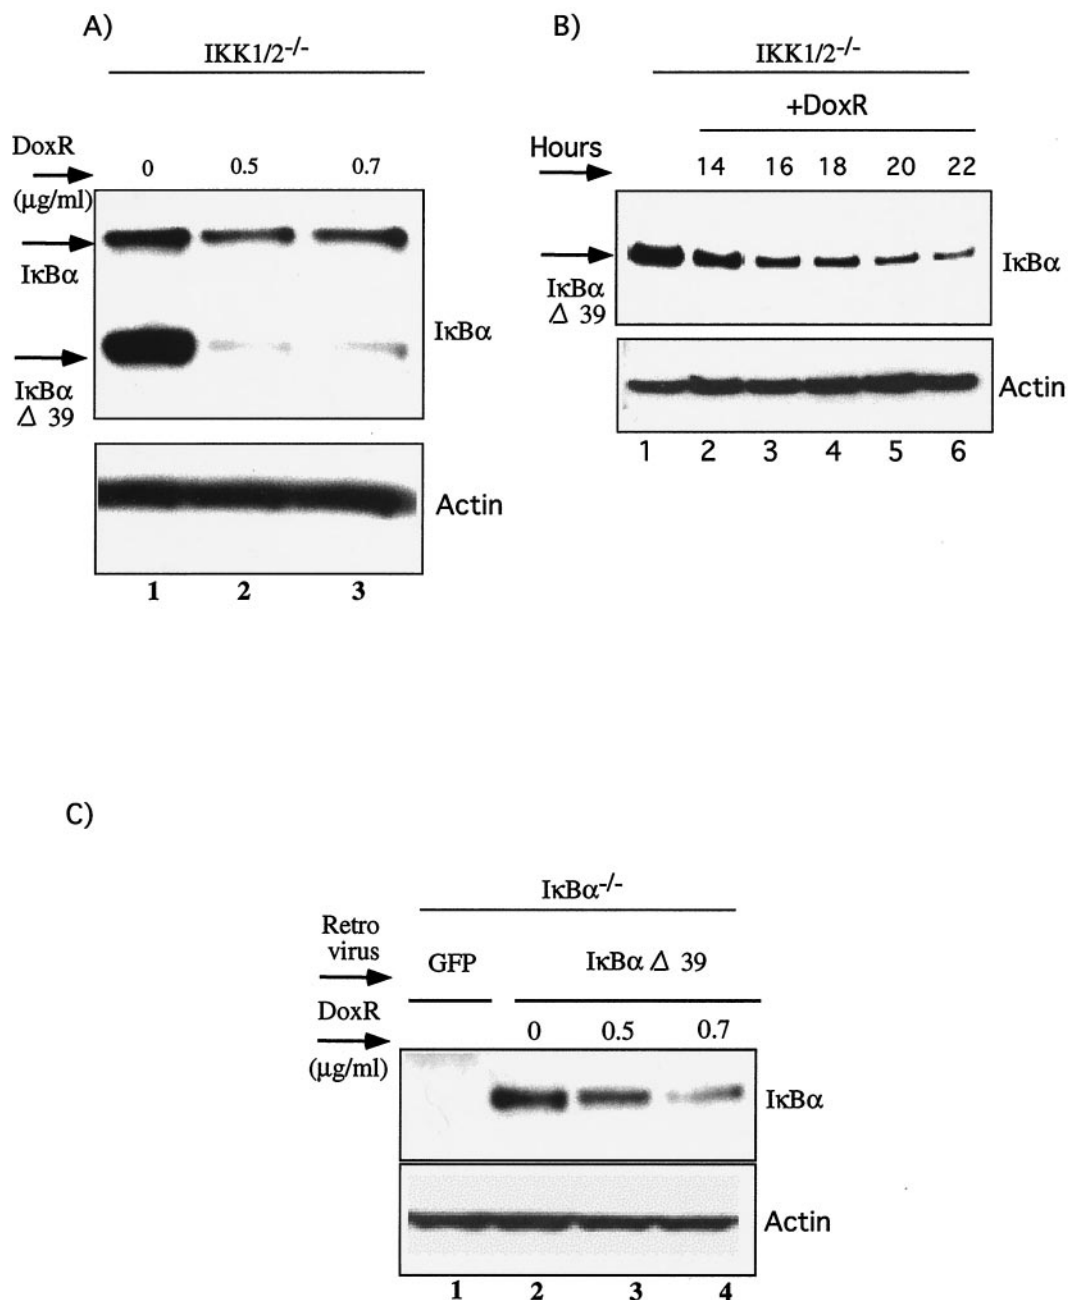 A)
IKK1/2-/-
DoxR
0 0.5 0.7
(μg/ml)
IκBα
IκBα
IκBα
Δ 39
Actin
1 2 3
B)
IKK1/2-/-
+DoxR
Hours
14 16 18 20 22
IκBα
IκBα
Δ 39
Actin
1 2 3 4 5 6
C)
IκBα-/-
Retro
virus
GFP IκBα Δ 39
DoxR
0 0.5 0.7
(μg/ml)
IκBα
Actin
1 2 3 4